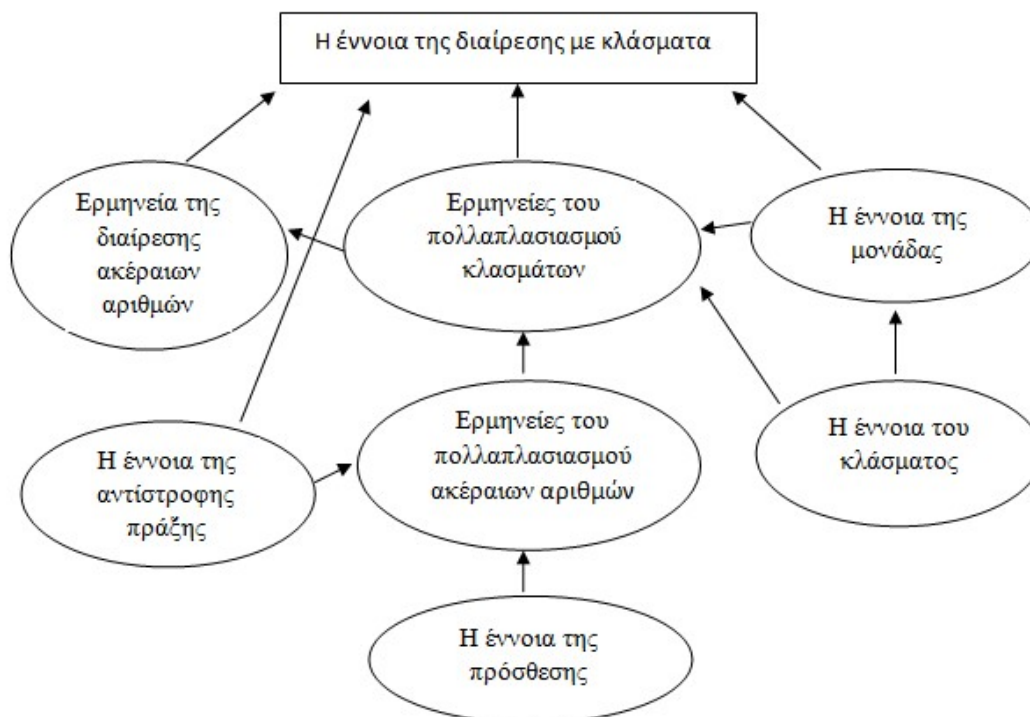 Η έννοια της διαίρεσης με κλάσματα
Ερμηνεία της
διαίρεσης
ακέραιων
αριθμών
Ερμηνείες του
πολλαπλασιασμού
κλασμάτων
Η έννοια της
μονάδας
Η έννοια της
αντίστροφης
πράξης
Ερμηνείες του
πολλαπλασιασμού
ακέραιων αριθμών
Η έννοια του
κλάσματος
Η έννοια της
πρόσθεσης